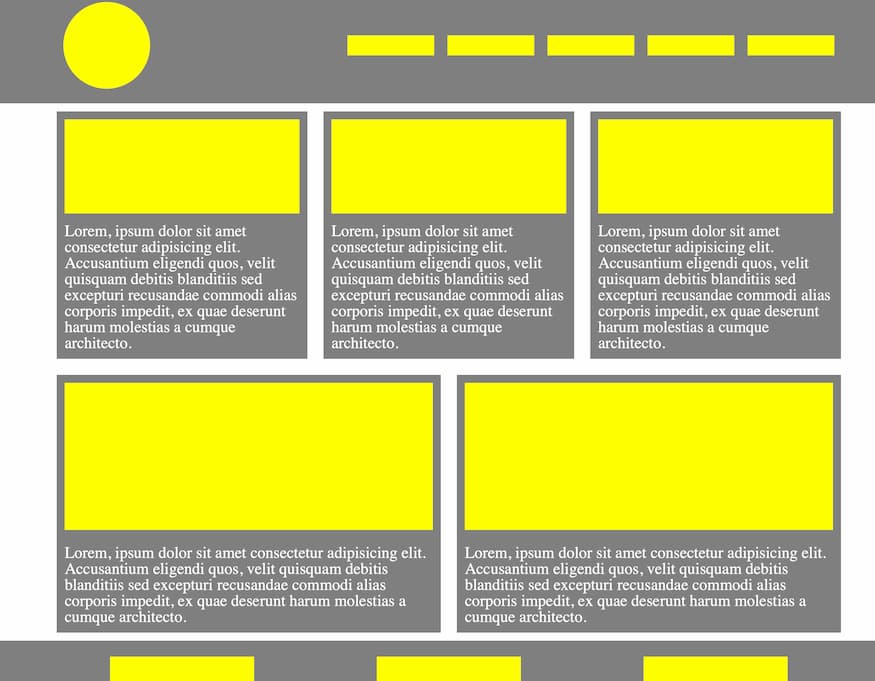 Lorem, ipsum dolor sit amet
consectetur adipisicing elit.
Accusantium eligendi quos, velit
quisquam debitis blanditiis sed
excepturi recusandae commodi alias
corporis impedit, ex quae deserunt
harum molestias a cumque
architecto.
Lorem, ipsum dolor sit amet
consectetur adipisicing elit.
Accusantium eligendi quos, velit
quisquam debitis blanditiis sed
excepturi recusandae commodi alias
corporis impedit, ex quae deserunt
harum molestias a cumque
architecto.
Lorem, ipsum dolor sit amet
consectetur adipisicing elit.
Accusantium eligendi quos, velit
quisquam debitis blanditiis sed
excepturi recusandae commodi alias
corporis impedit, ex quae deserunt
harum molestias a cumque
architecto.
Lorem, ipsum dolor sit amet consectetur adipisicing elit.
Accusantium eligendi quos, velit quisquam debitis
blanditiis sed excepturi recusandae commodi alias
corporis impedit, ex quae deserunt harum molestias a
cumque architecto.
Lorem, ipsum dolor sit amet consectetur adipisicing elit.
Accusantium eligendi quos, velit quisquam debitis
blanditiis sed excepturi recusandae commodi alias
corporis impedit, ex quae deserunt harum molestias a
cumque architecto.